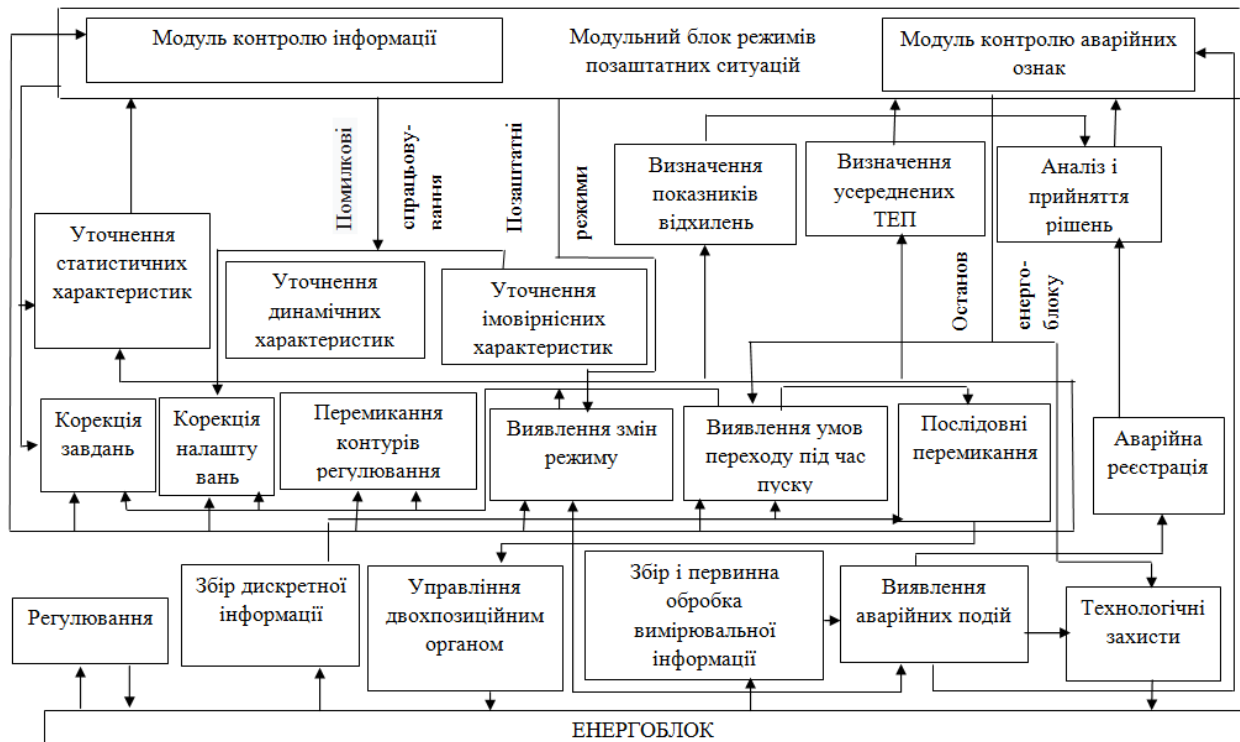 Модуль контролю інформації
Модульний блок режимів
позаштатних ситуацій
Модуль контролю аварійних
ознак
Помилкові
спрацьову-
вання
Позаштатні
режими
Визначення
показників
відхилень
Визначення
усереднених
ТЕП
Аналіз і
прийняття
рішень
Уточнення
статистичних
характеристик
Уточнення
динамічних
характеристик
Уточнення
імовірнісних
характеристик
Останов
енерго-
блоку
Корекція
завдань
Корекція
налашту
вань
Перемикання
контурів
регулювання
Виявлення змін
режиму
Виявлення умов
переходу під час
пуску
Послідовні
перемикання
Аварійна
реєстрація
Регулювання
Збір дискретної
інформації
Управління
двохпозиційним
органом
Збір і первинна
обробка
вимірювальної
інформації
Виявлення
аварійних подій
Технологічні
захисти
ЕНЕРГОБЛОК